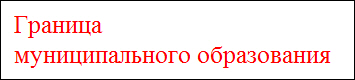 Граница
муниципального образования